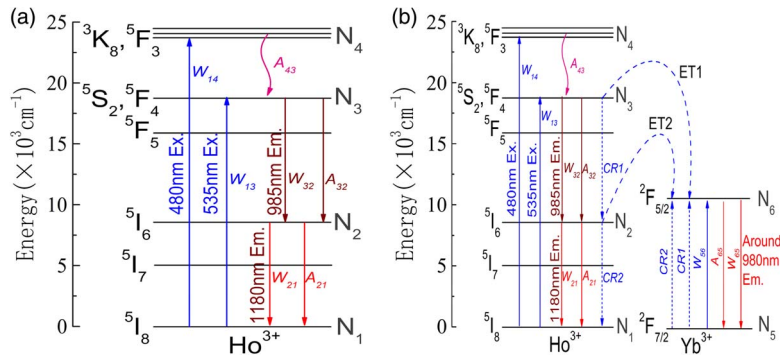 (a)
Energy(×10³cm⁻¹)
25
20
15
10
5
0
³K₈, ⁵F₃
N₄
A₄₃
W₁₄
⁵S₂, ⁵F₄
N₃
⁵F₅
480nm Ex.
535nm Ex.
W₁₃
985nm Em.
W₃₂
A₃₂
⁵I₆
N₂
⁵I₇
1180nm Em.
W₂₁
A₂₁
⁵I₈
N₁
Ho³⁺
(b)
Energy(×10³cm⁻¹)
25
20
15
10
5
0
³K₈, ⁵F₃
N₄
W₁₄
A₄₃
ET1
⁵S₂, ⁵F₄
N₃
W₁₃
ET2
⁵F₅
480nm Ex.
535nm Ex.
985nm Em.
W₃₂
A₃₂
CR1
⁵I₆
N₂
⁵I₇
1180nm Em.
W₂₁
A₂₁
CR2
⁵I₈
N₁
Ho³⁺
²F₅/₂
N₆
CR2
CR1
W₅₆
A₆₅
W₆₅
Around
980nm
Em.
²F₇/₂
N₅
Yb³⁺